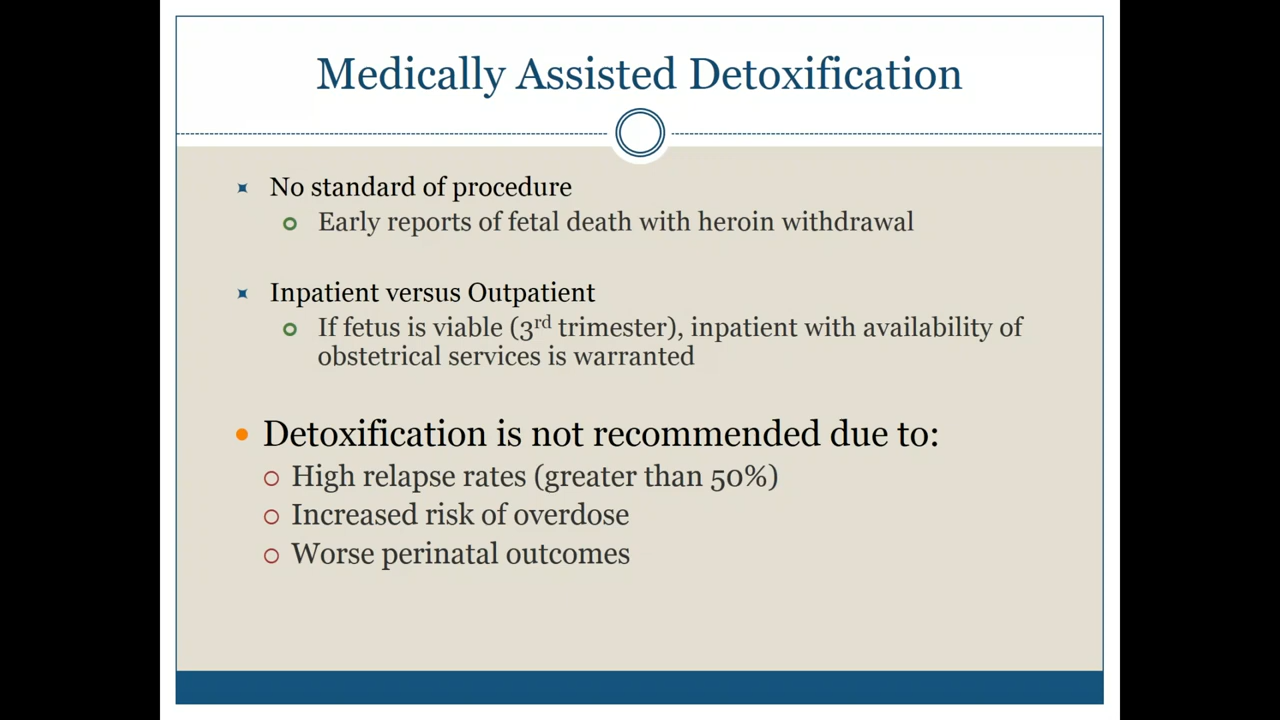 Medically Assisted Detoxification
No standard of procedure
Early reports of fetal death with heroin withdrawal
Inpatient versus Outpatient
If fetus is viable (3rd trimester), inpatient with availability of
obstetrical services is warranted
Detoxification is not recommended due to:
High relapse rates (greater than 50%)
Increased risk of overdose
Worse perinatal outcomes